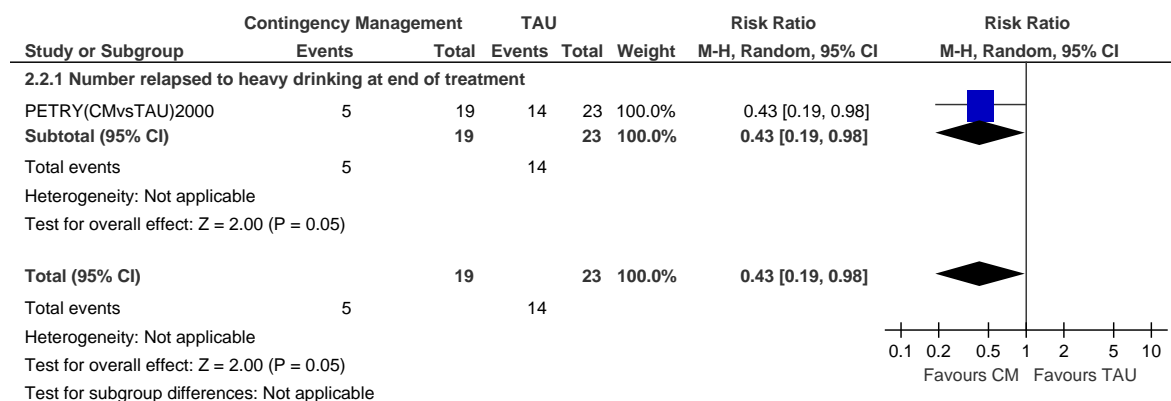 Contingency Management TAU Risk Ratio Risk Ratio
Study or Subgroup Events Total Events Total Weight M-H, Random, 95% CI M-H, Random, 95% CI
2.2.1 Number relapsed to heavy drinking at end of treatment
PETRY(CMvsTAU)2000 5 19 14 23 100.0% 0.43 [0.19, 0.98]
Subtotal (95% CI) 19 23 100.0% 0.43 [0.19, 0.98]
Total events 5 14
Heterogeneity: Not applicable
Test for overall effect: Z = 2.00 (P = 0.05)
Total (95% CI) 19 23 100.0% 0.43 [0.19, 0.98]
Total events 5 14
Heterogeneity: Not applicable
Test for overall effect: Z = 2.00 (P = 0.05)
Test for subgroup differences: Not applicable
0.1 0.2 0.5 1 2 5 10
Favours CM Favours TAU